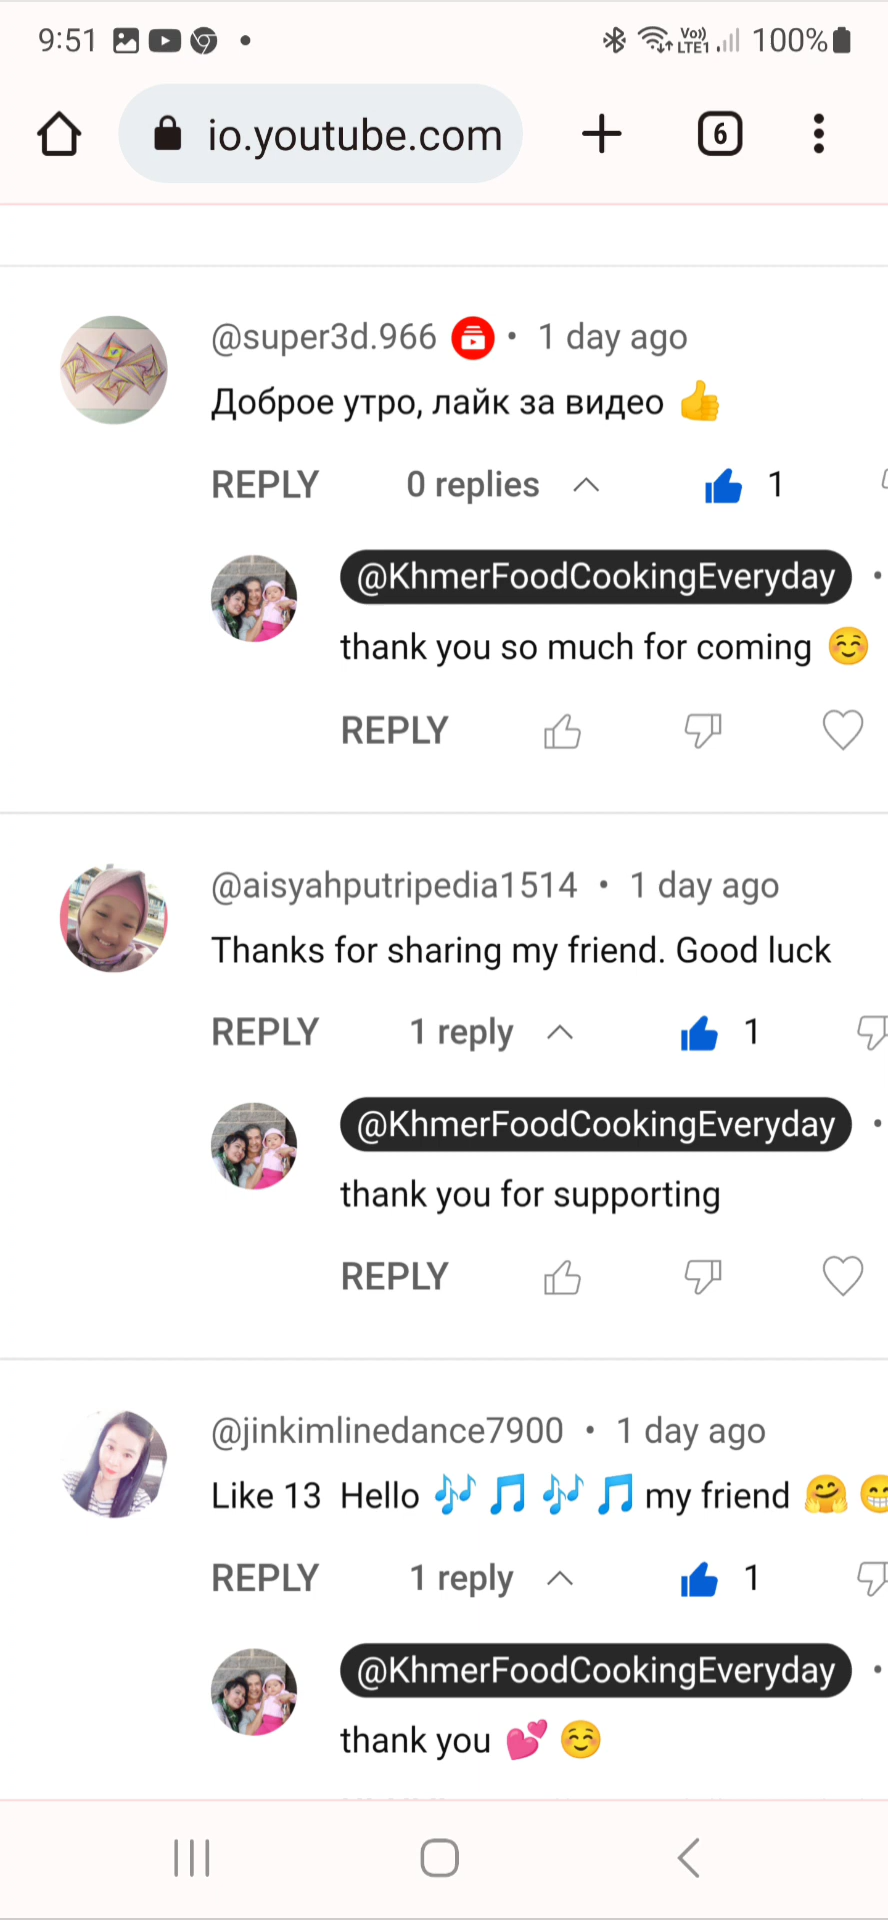 9:51
Vo))
LTE1
100%
io.youtube.com
6
@super3d.966 • 1 day ago
Доброе утро, лайк за видео 👍
REPLY 0 replies 1
@KhmerFoodCookingEveryday •
thank you so much for coming ☺️
REPLY
@aisyahputripedia1514 • 1 day ago
Thanks for sharing my friend. Good luck
REPLY 1 reply 1
@KhmerFoodCookingEveryday •
thank you for supporting
REPLY
@jinkimlinedance7900 • 1 day ago
Like 13 Hello 🎶 🎵 🎶 🎵 my friend 🤗 😁
REPLY 1 reply 1
@KhmerFoodCookingEveryday •
thank you 💕 ☺️